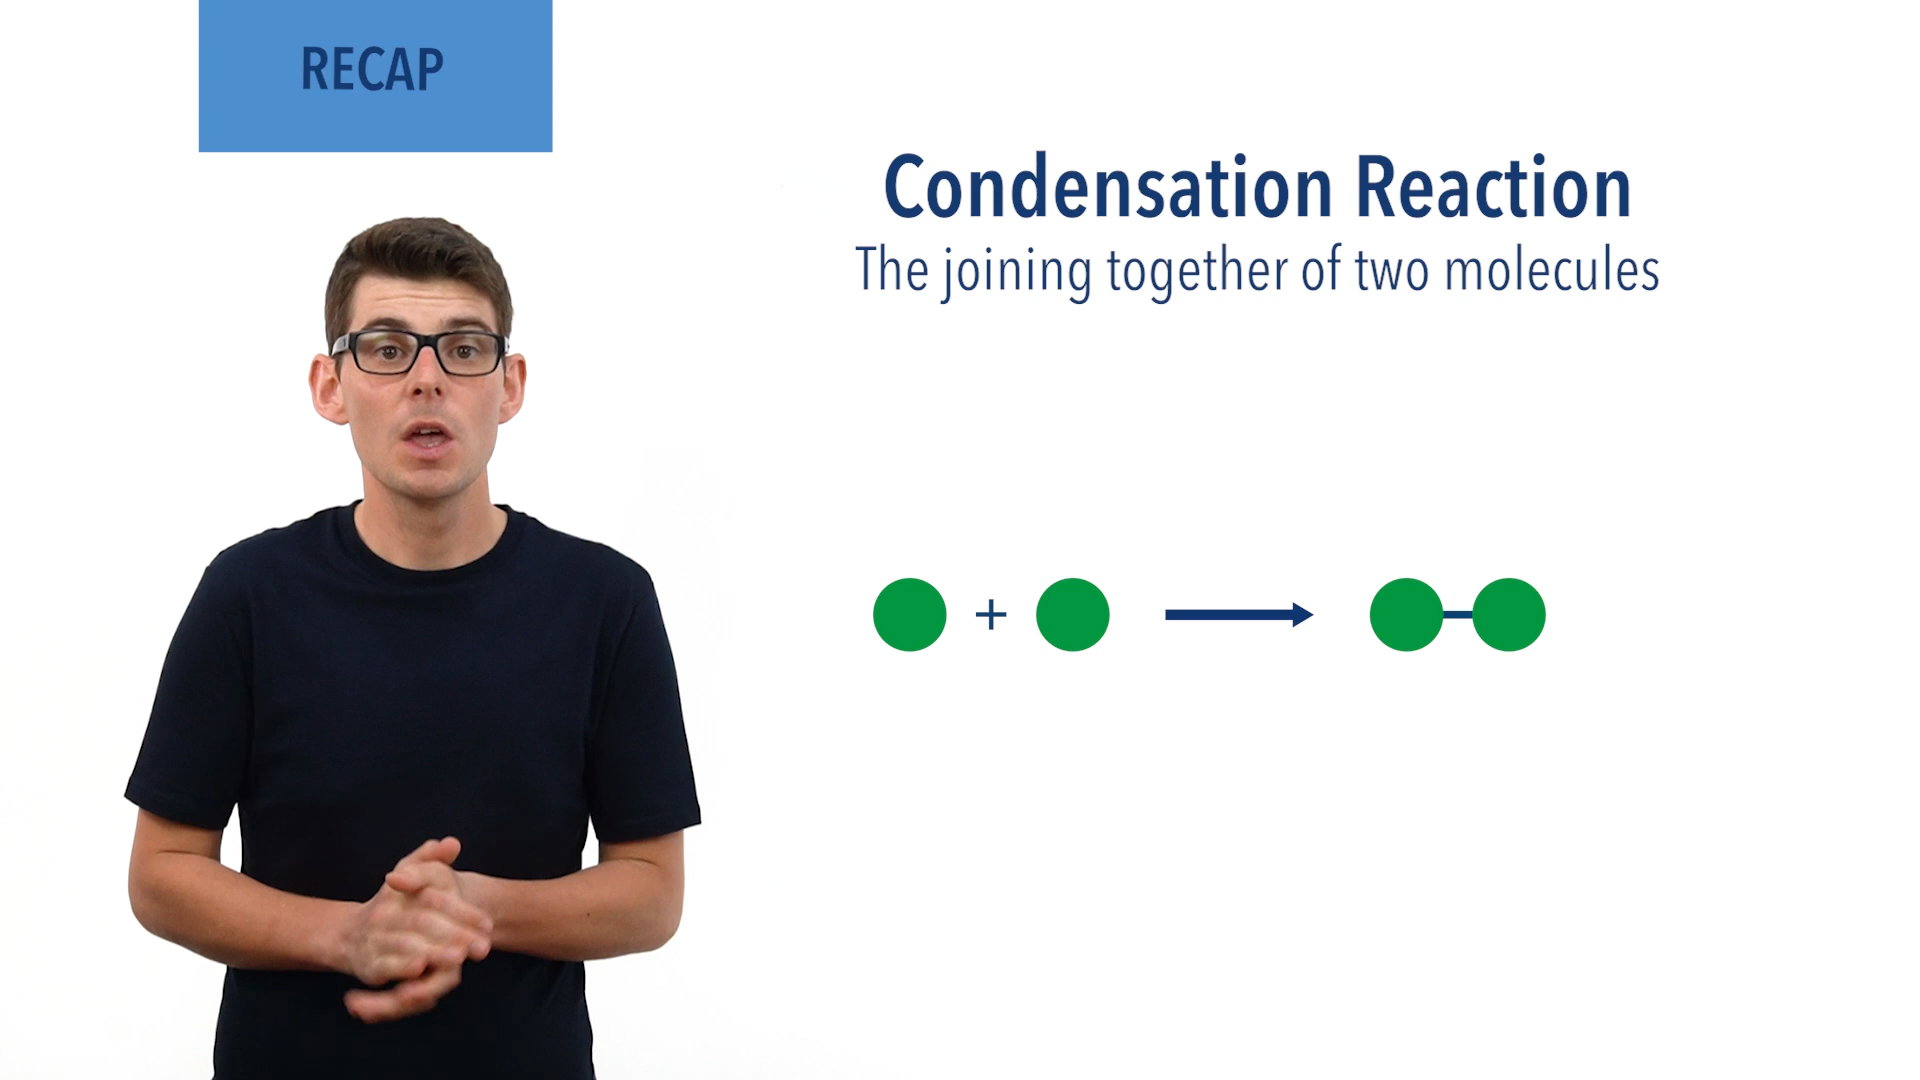 RECAP
Condensation Reaction
The joining together of two molecules
+